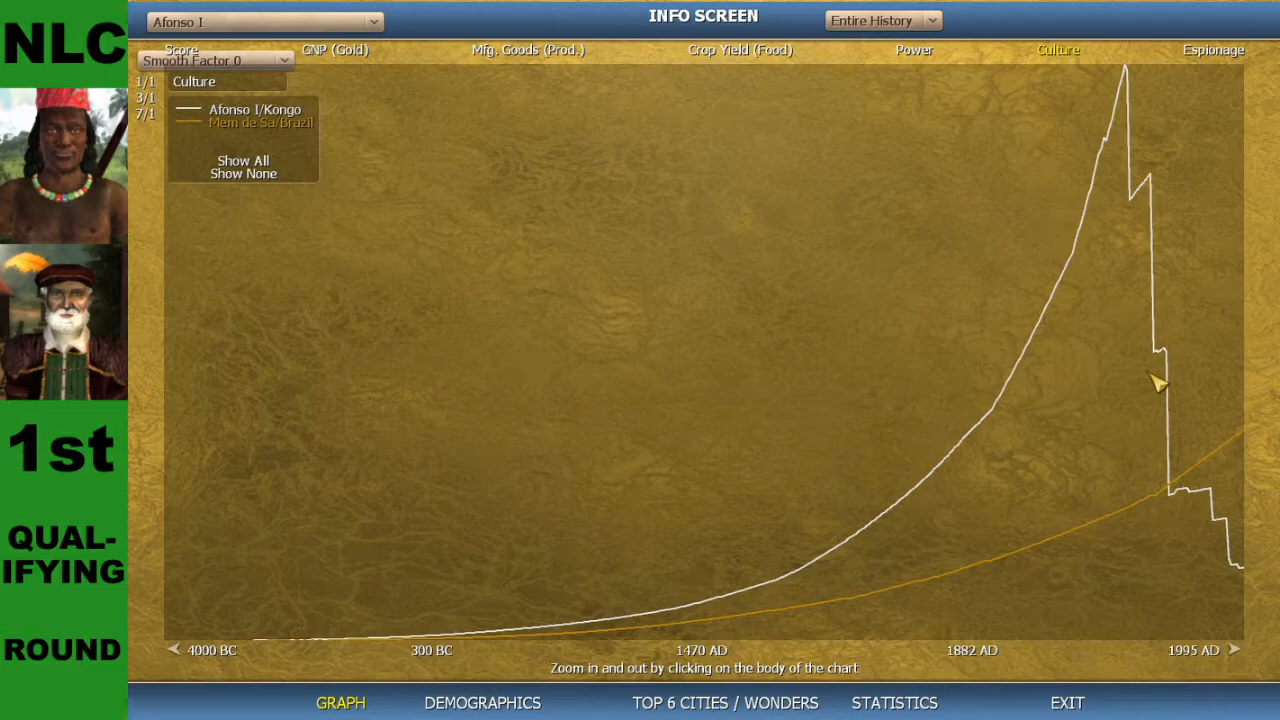 NLC
1st
QUAL-
IFYING
ROUND
Afonso I
INFO SCREEN
Entire History
Score GNP (Gold) Mfg. Goods (Prod.) Crop Yield (Food) Power Culture Espionage
Smooth Factor 0
1/1
3/1
7/1
Culture
Afonso I/Kongo
Mem de Sa/Brazil
Show All
Show None
4000 BC 300 BC 1470 AD 1882 AD 1995 AD
Zoom in and out by clicking on the body of the chart
GRAPH DEMOGRAPHICS TOP 6 CITIES / WONDERS STATISTICS EXIT